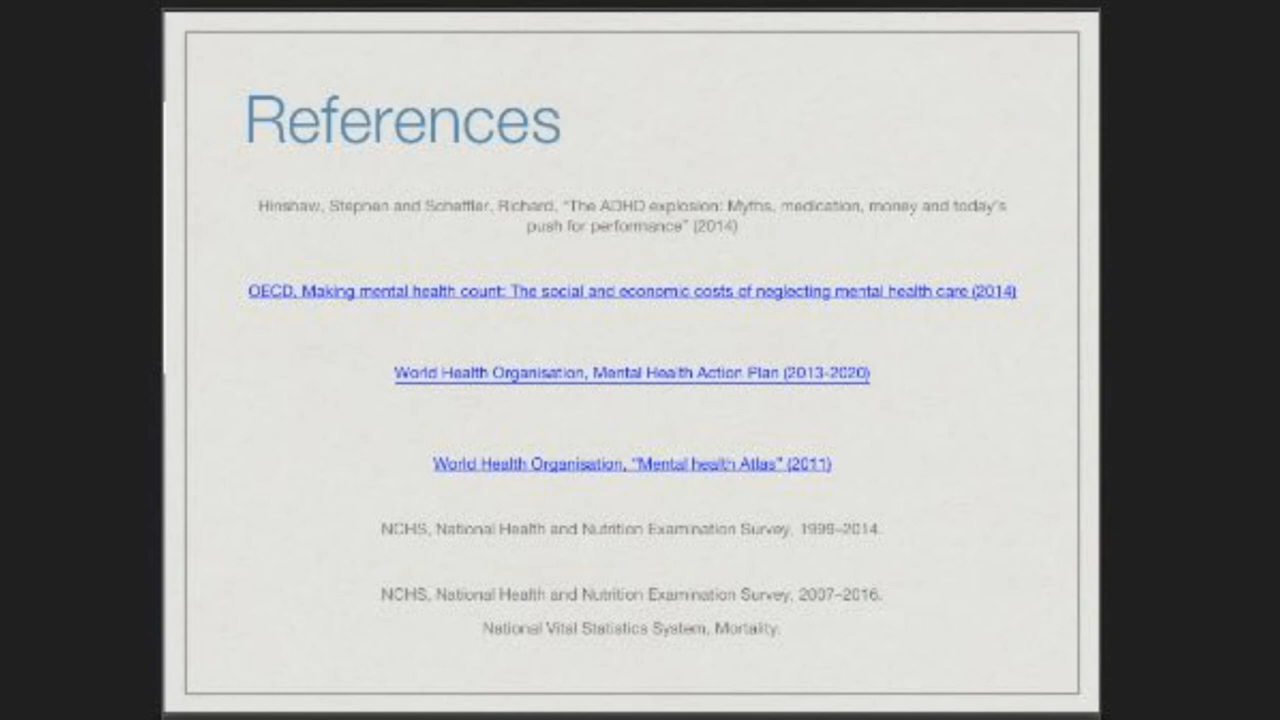 References
Hinshaw, Stephen and Scheffler, Richard, “The ADHD explosion: Myths, medication, money and today’s
push for performance” (2014)
OECD, Making mental health count: The social and economic costs of neglecting mental health care (2014)
World Health Organisation, Mental Health Action Plan (2013-2020)
World Health Organisation, “Mental health Atlas” (2011)
NCHS, National Health and Nutrition Examination Survey, 1999–2014.
NCHS, National Health and Nutrition Examination Survey, 2007–2016.
National Vital Statistics System, Mortality.